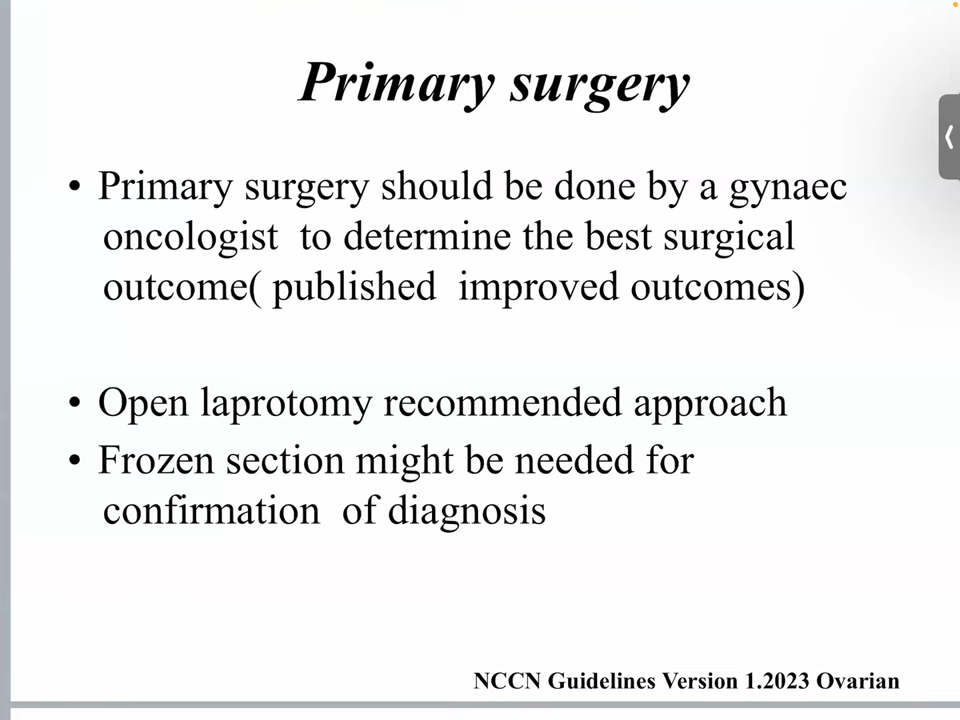 Primary surgery
• Primary surgery should be done by a gynaec
oncologist to determine the best surgical
outcome( published improved outcomes)
• Open laprotomy recommended approach
• Frozen section might be needed for
confirmation of diagnosis
NCCN Guidelines Version 1.2023 Ovarian